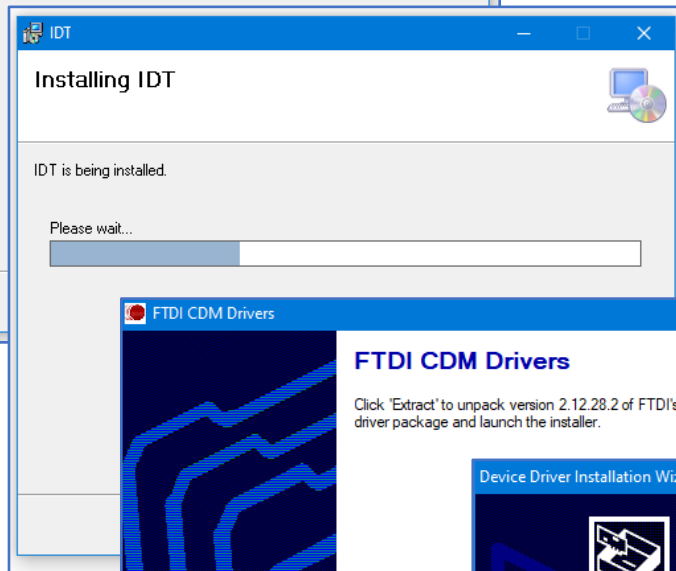 IDT
Installing IDT
IDT is being installed.
Please wait...
FTDI CDM Drivers
FTDI CDM Drivers
Click 'Extract' to unpack version 2.12.28.2 of FTDI's
driver package and launch the installer.
Device Driver Installation Wiz